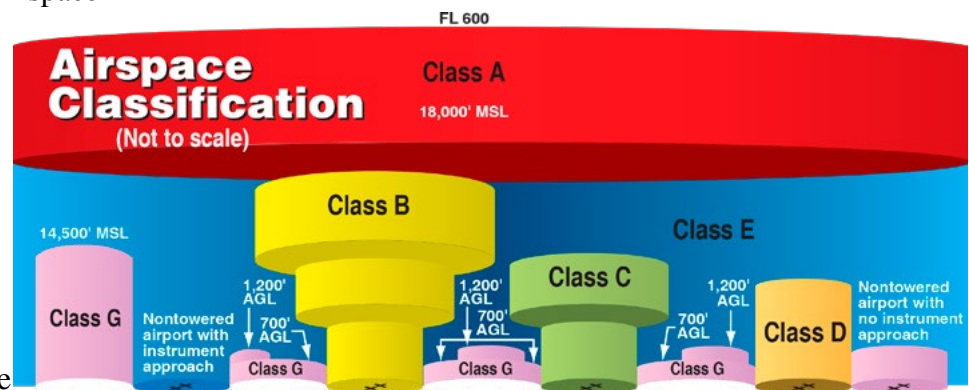 space
FL 600
Airspace
Classification
(Not to scale)
Class A
18,000' MSL
Class B
Class E
14,500' MSL
Class C
1,200'
AGL
1,200'
AGL
1,200'
AGL
Nontowered
airport with
no instrument
approach
Class G
Nontowered
airport with
instrument
approach
700'
AGL
700'
AGL
700'
AGL
Class D
Class G
Class G
Class G
e